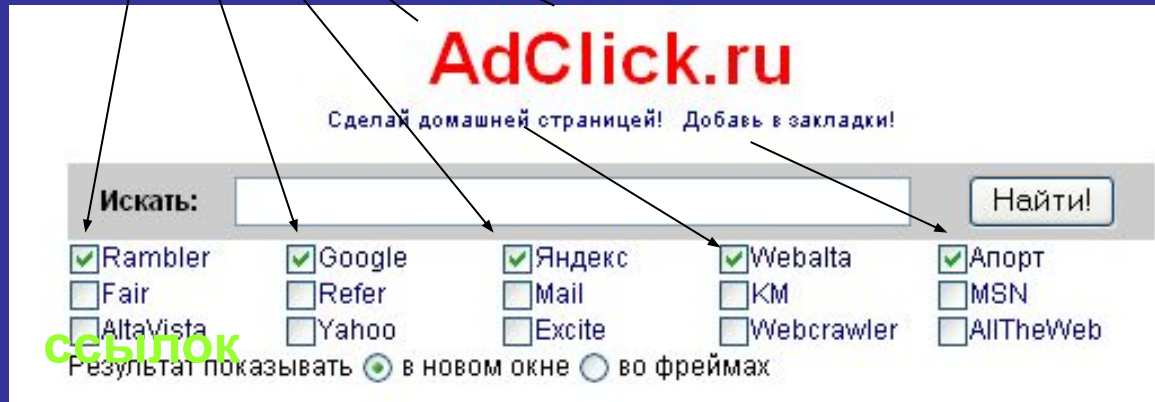 AdClick.ru
Сделай домашней страницей! Добавь в закладки!
Искать: Найти!
Rambler Google Яндекс Webalta Апорт
Fair Refer Mail KM MSN
AltaVista Yahoo Excite Webcrawler AllTheWeb
ссылок
Результат показывать в новом окне во фреймах